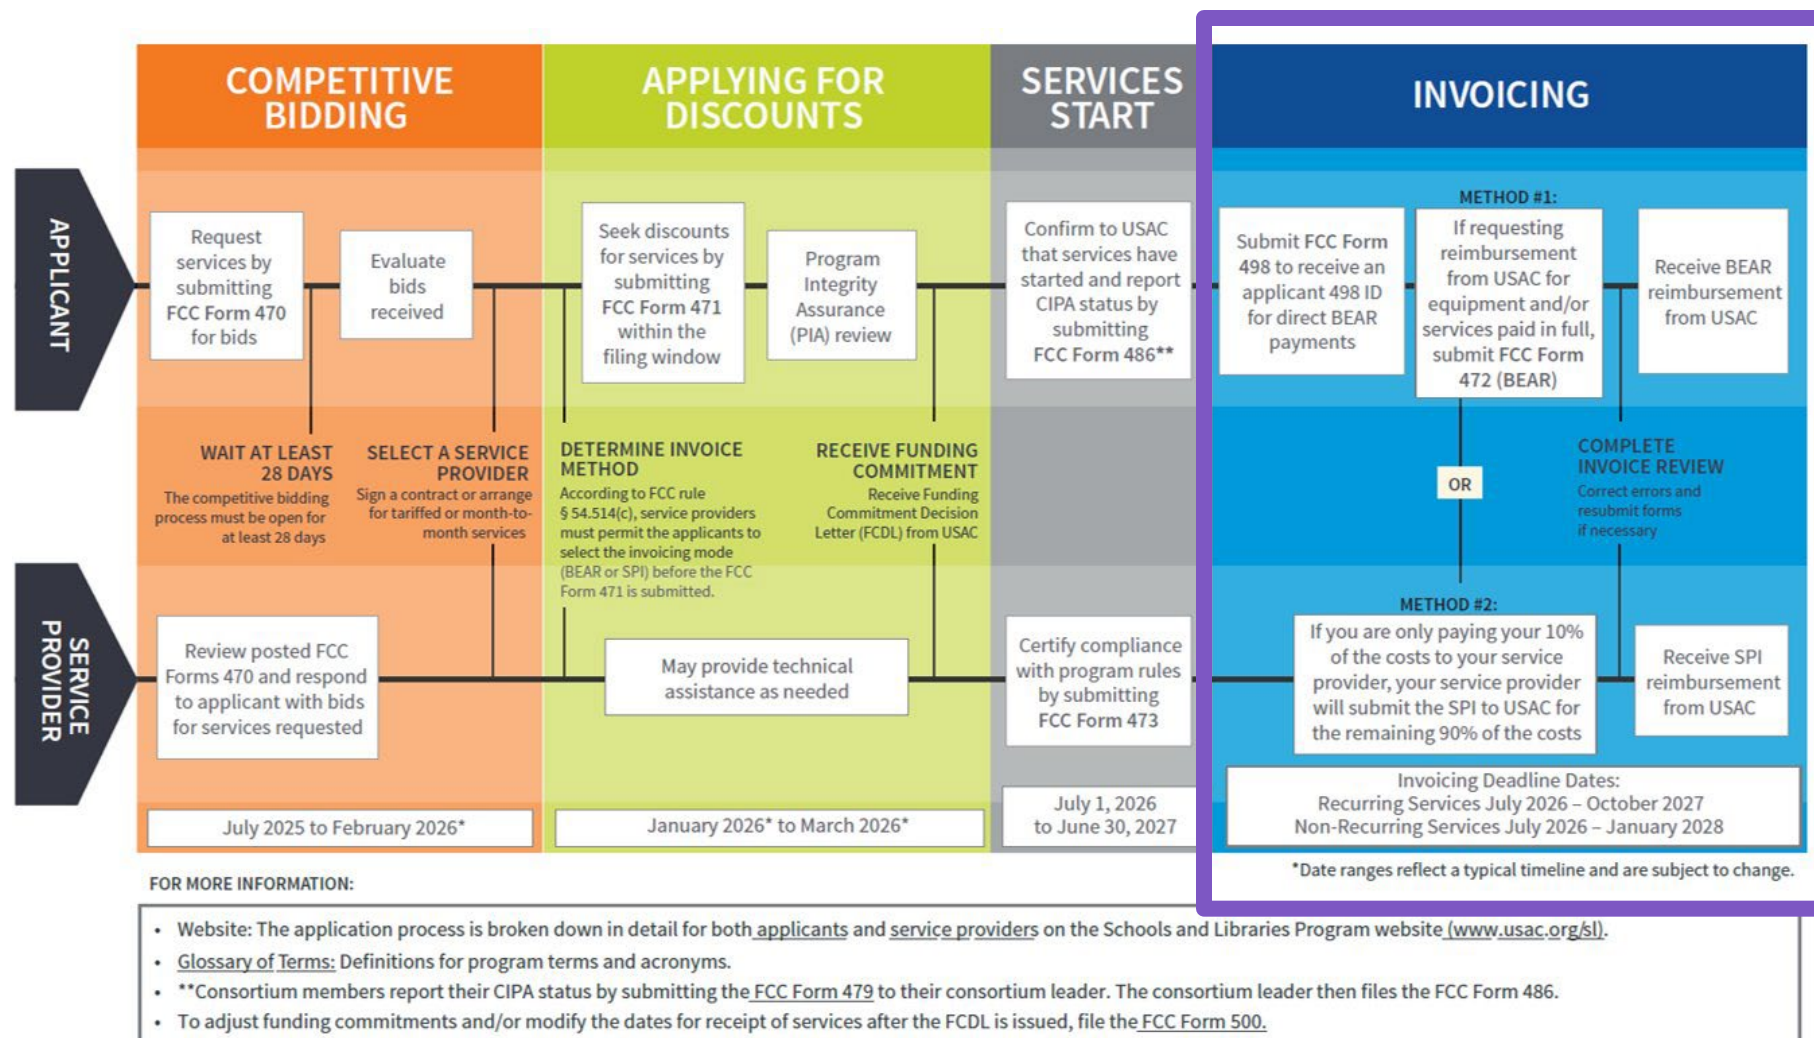 COMPETITIVE
BIDDING
APPLYING FOR
DISCOUNTS
SERVICES
START
INVOICING
APPLICANT
Request
services by
submitting
FCC Form 470
for bids
Evaluate
bids
received
Seek discounts
for services by
submitting
FCC Form 471
within the
filing window
Program
Integrity
Assurance
(PIA) review
Confirm to USAC
that services have
started and report
CIPA status by
submitting
FCC Form 486**
Submit FCC Form
498 to receive an
applicant 498 ID
for direct BEAR
payments
METHOD #1:
If requesting
reimbursement
from USAC for
equipment and/or
services paid in full,
submit FCC Form
472 (BEAR)
Receive BEAR
reimbursement
from USAC
WAIT AT LEAST
28 DAYS
The competitive bidding
process must be open for
at least 28 days
SELECT A SERVICE
PROVIDER
Sign a contract or arrange
for tariffed or month-to-
month services
DETERMINE INVOICE
METHOD
According to FCC rule
§ 54.514(c), service providers
must permit the applicants to
select the invoicing mode
(BEAR or SPI) before the FCC
Form 471 is submitted.
RECEIVE FUNDING
COMMITMENT
Receive Funding
Commitment Decision
Letter (FCDL) from USAC
OR
COMPLETE
INVOICE REVIEW
Correct errors and
resubmit forms
if necessary
SERVICE
PROVIDER
Review posted FCC
Forms 470 and respond
to applicant with bids
for services requested
May provide technical
assistance as needed
Certify compliance
with program rules
by submitting
FCC Form 473
METHOD #2:
If you are only paying your 10%
of the costs to your service
provider, your service provider
will submit the SPI to USAC for
the remaining 90% of the costs
Receive SPI
reimbursement
from USAC
July 2025 to February 2026*
January 2026* to March 2026*
July 1, 2026
to June 30, 2027
Invoicing Deadline Dates:
Recurring Services July 2026 – October 2027
Non-Recurring Services July 2026 – January 2028
*Date ranges reflect a typical timeline and are subject to change.
FOR MORE INFORMATION:
• Website: The application process is broken down in detail for both applicants and service providers on the Schools and Libraries Program website (www.usac.org/sl).
• Glossary of Terms: Definitions for program terms and acronyms.
• **Consortium members report their CIPA status by submitting the FCC Form 479 to their consortium leader. The consortium leader then files the FCC Form 486.
• To adjust funding commitments and/or modify the dates for receipt of services after the FCDL is issued, file the FCC Form 500.